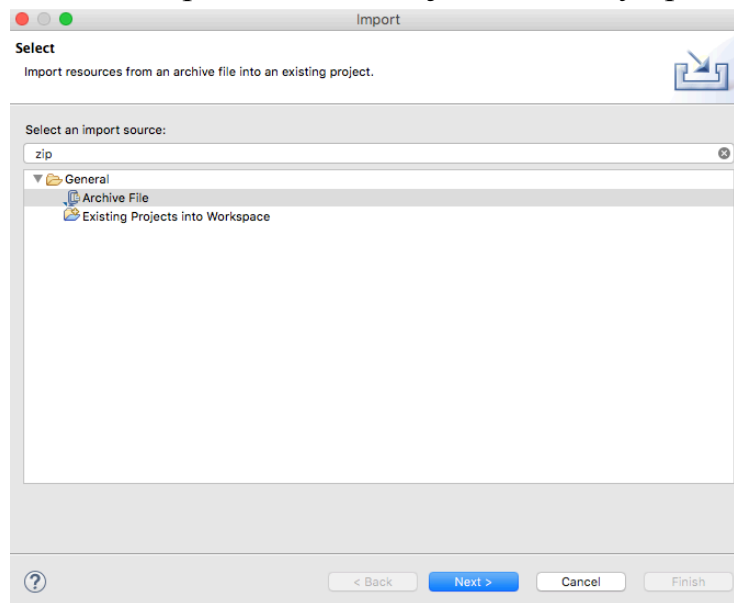 Import
Select
Import resources from an archive file into an existing project.
Select an import source:
zip
General
Archive File
Existing Projects into Workspace
?
< Back
Next >
Cancel
Finish